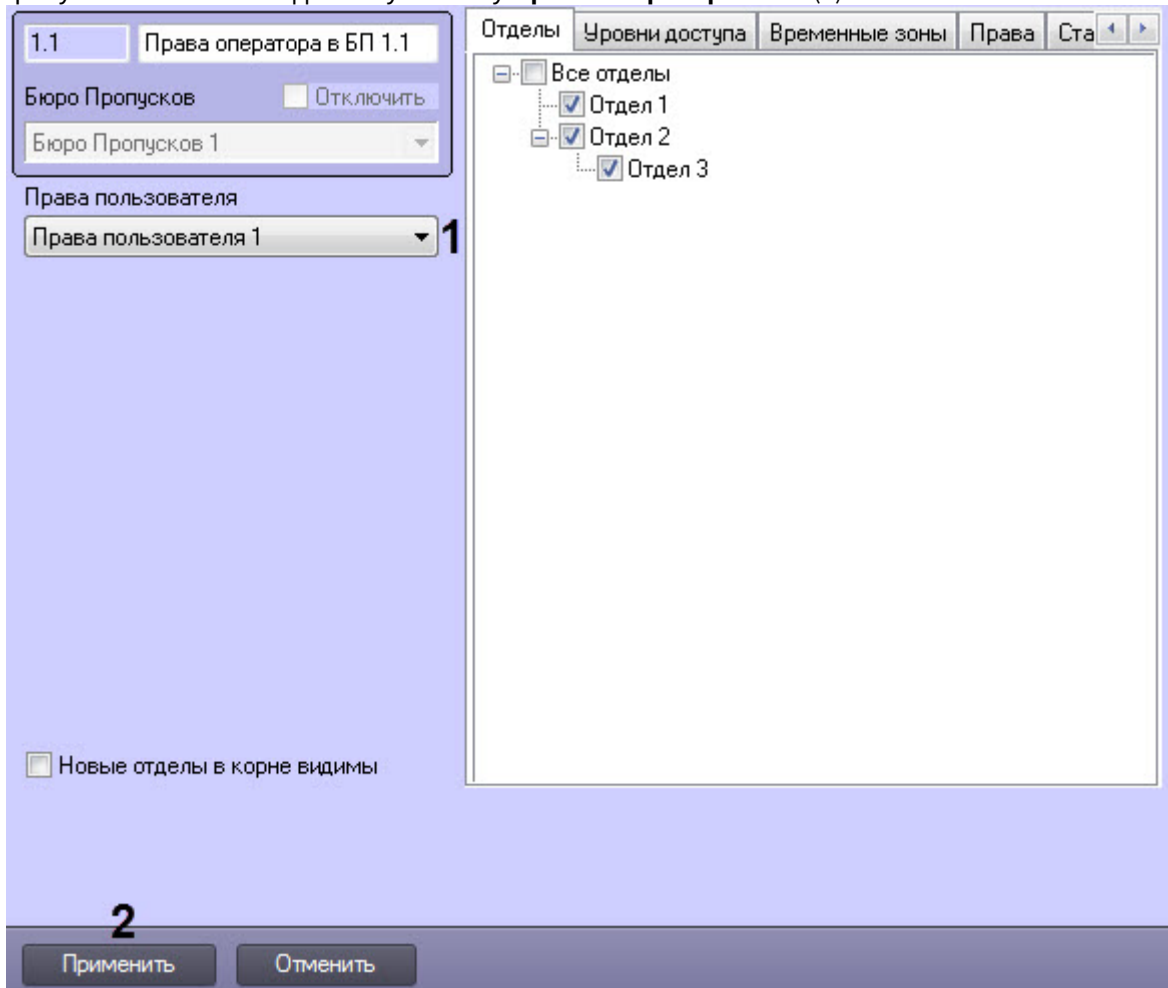 1.1
Права оператора в БП 1.1
Бюро Пропусков
Отключить
Бюро Пропусков 1
Права пользователя
Права пользователя 1
1
Новые отделы в корне видимы
Отделы
Уровни доступа
Временные зоны
Права
Ста
Все отделы
Отдел 1
Отдел 2
Отдел 3
2
Применить
Отменить